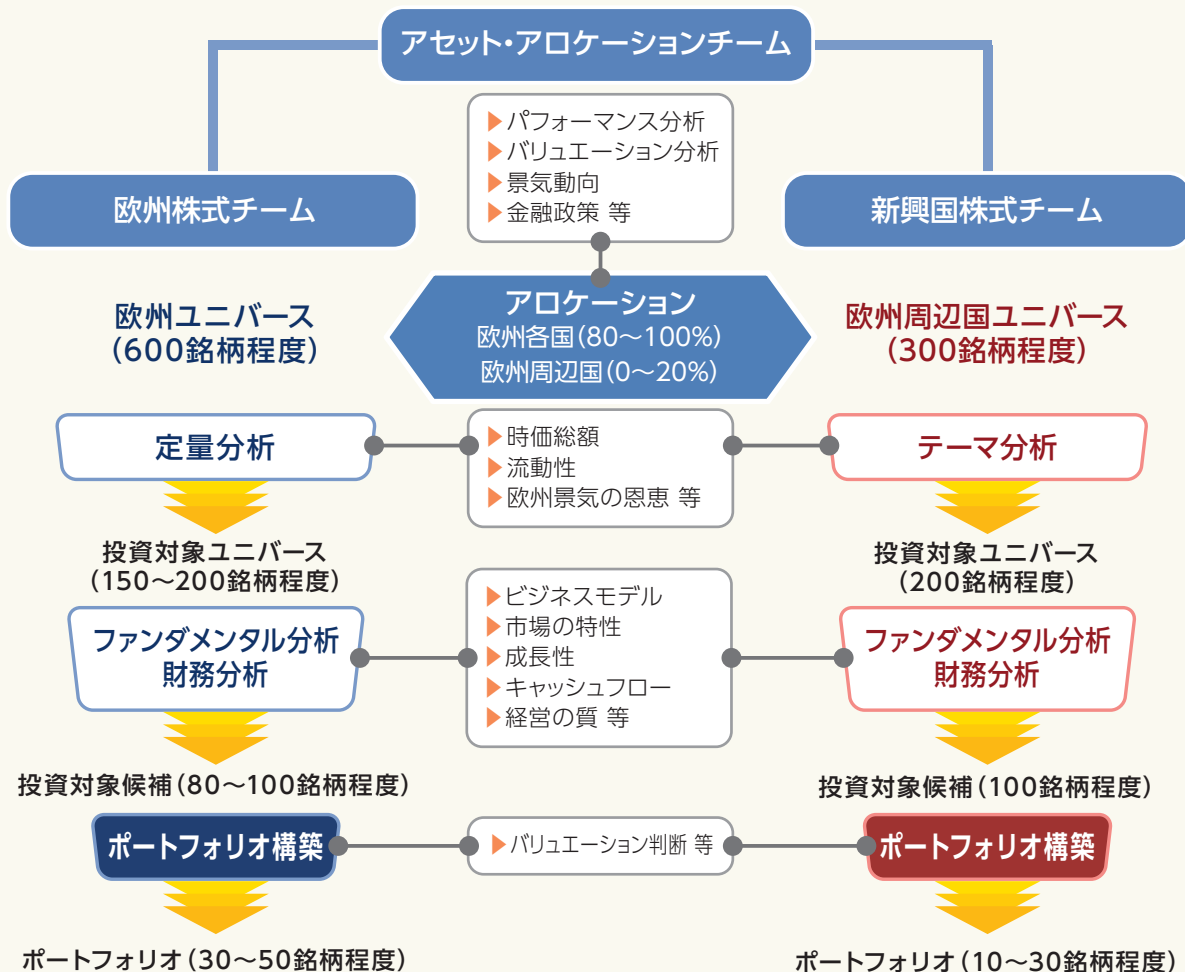 アセット・アロケーションチーム
▶パフォーマンス分析
▶バリュエーション分析
▶景気動向
▶金融政策 等
欧州株式チーム
新興国株式チーム
欧州ユニバース
(600銘柄程度)
アロケーション
欧州各国(80〜100%)
欧州周辺国(0〜20%)
欧州周辺国ユニバース
(300銘柄程度)
定量分析
▶時価総額
▶流動性
▶欧州景気の恩恵 等
テーマ分析
投資対象ユニバース
(150〜200銘柄程度)
投資対象ユニバース
(200銘柄程度)
ファンダメンタル分析
財務分析
▶ビジネスモデル
▶市場の特性
▶成長性
▶キャッシュフロー
▶経営の質 等
ファンダメンタル分析
財務分析
投資対象候補(80〜100銘柄程度)
投資対象候補(100銘柄程度)
ポートフォリオ構築
▶バリュエーション判断 等
ポートフォリオ構築
ポートフォリオ(30〜50銘柄程度)
ポートフォリオ(10〜30銘柄程度)